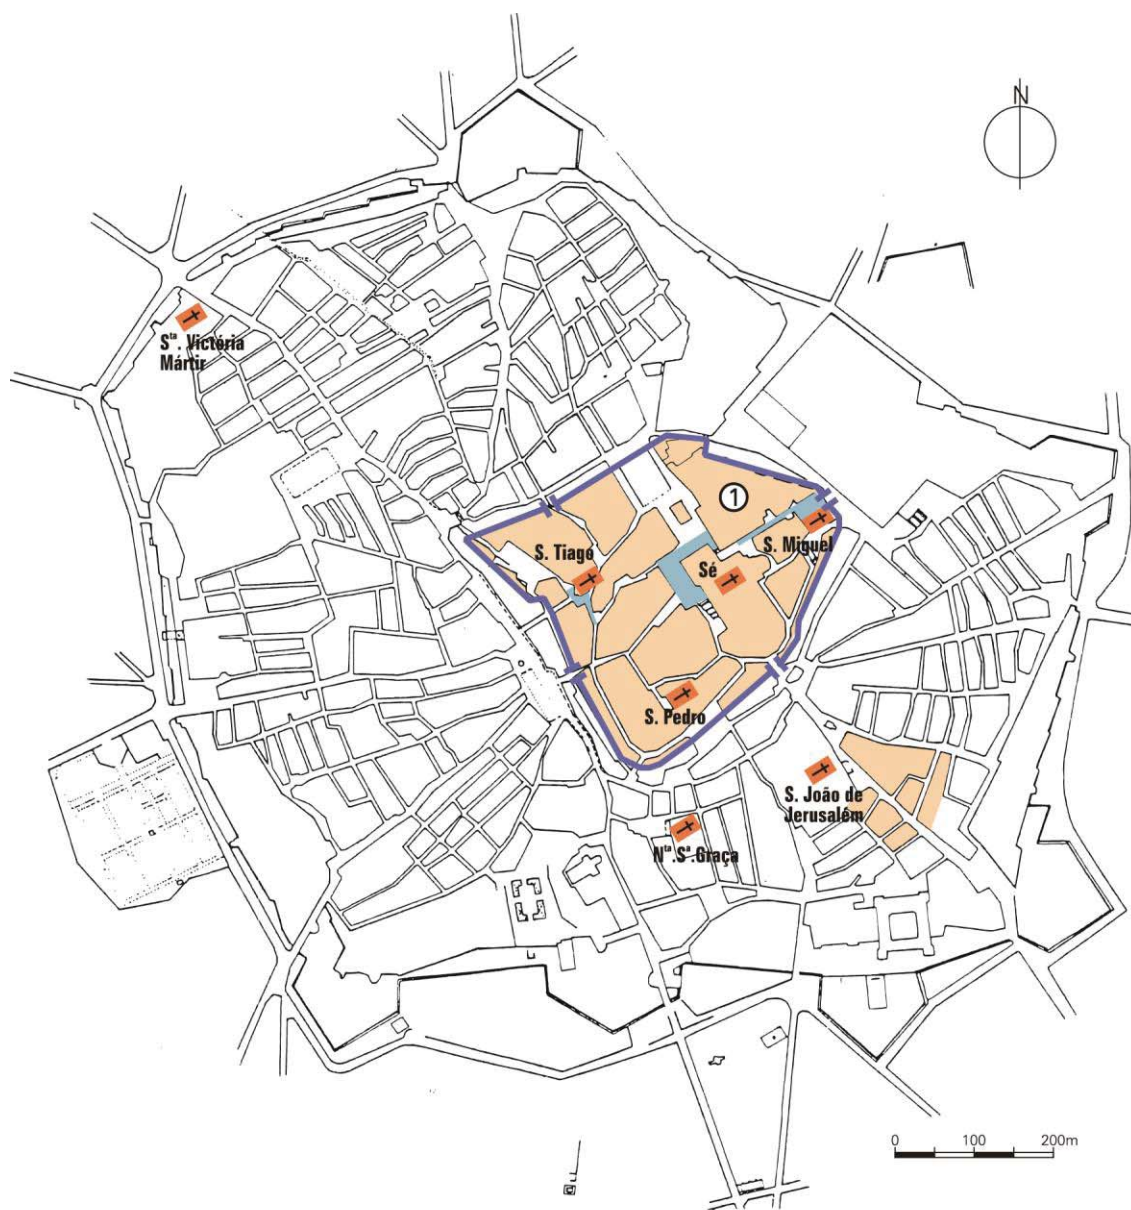 N
Sta. Victória
Mártir
1
S. Tiago
S. Miguel
Sé
S. Pedro
S. João de
Jerusalém
Nta.Sa.Graça
0 100 200m